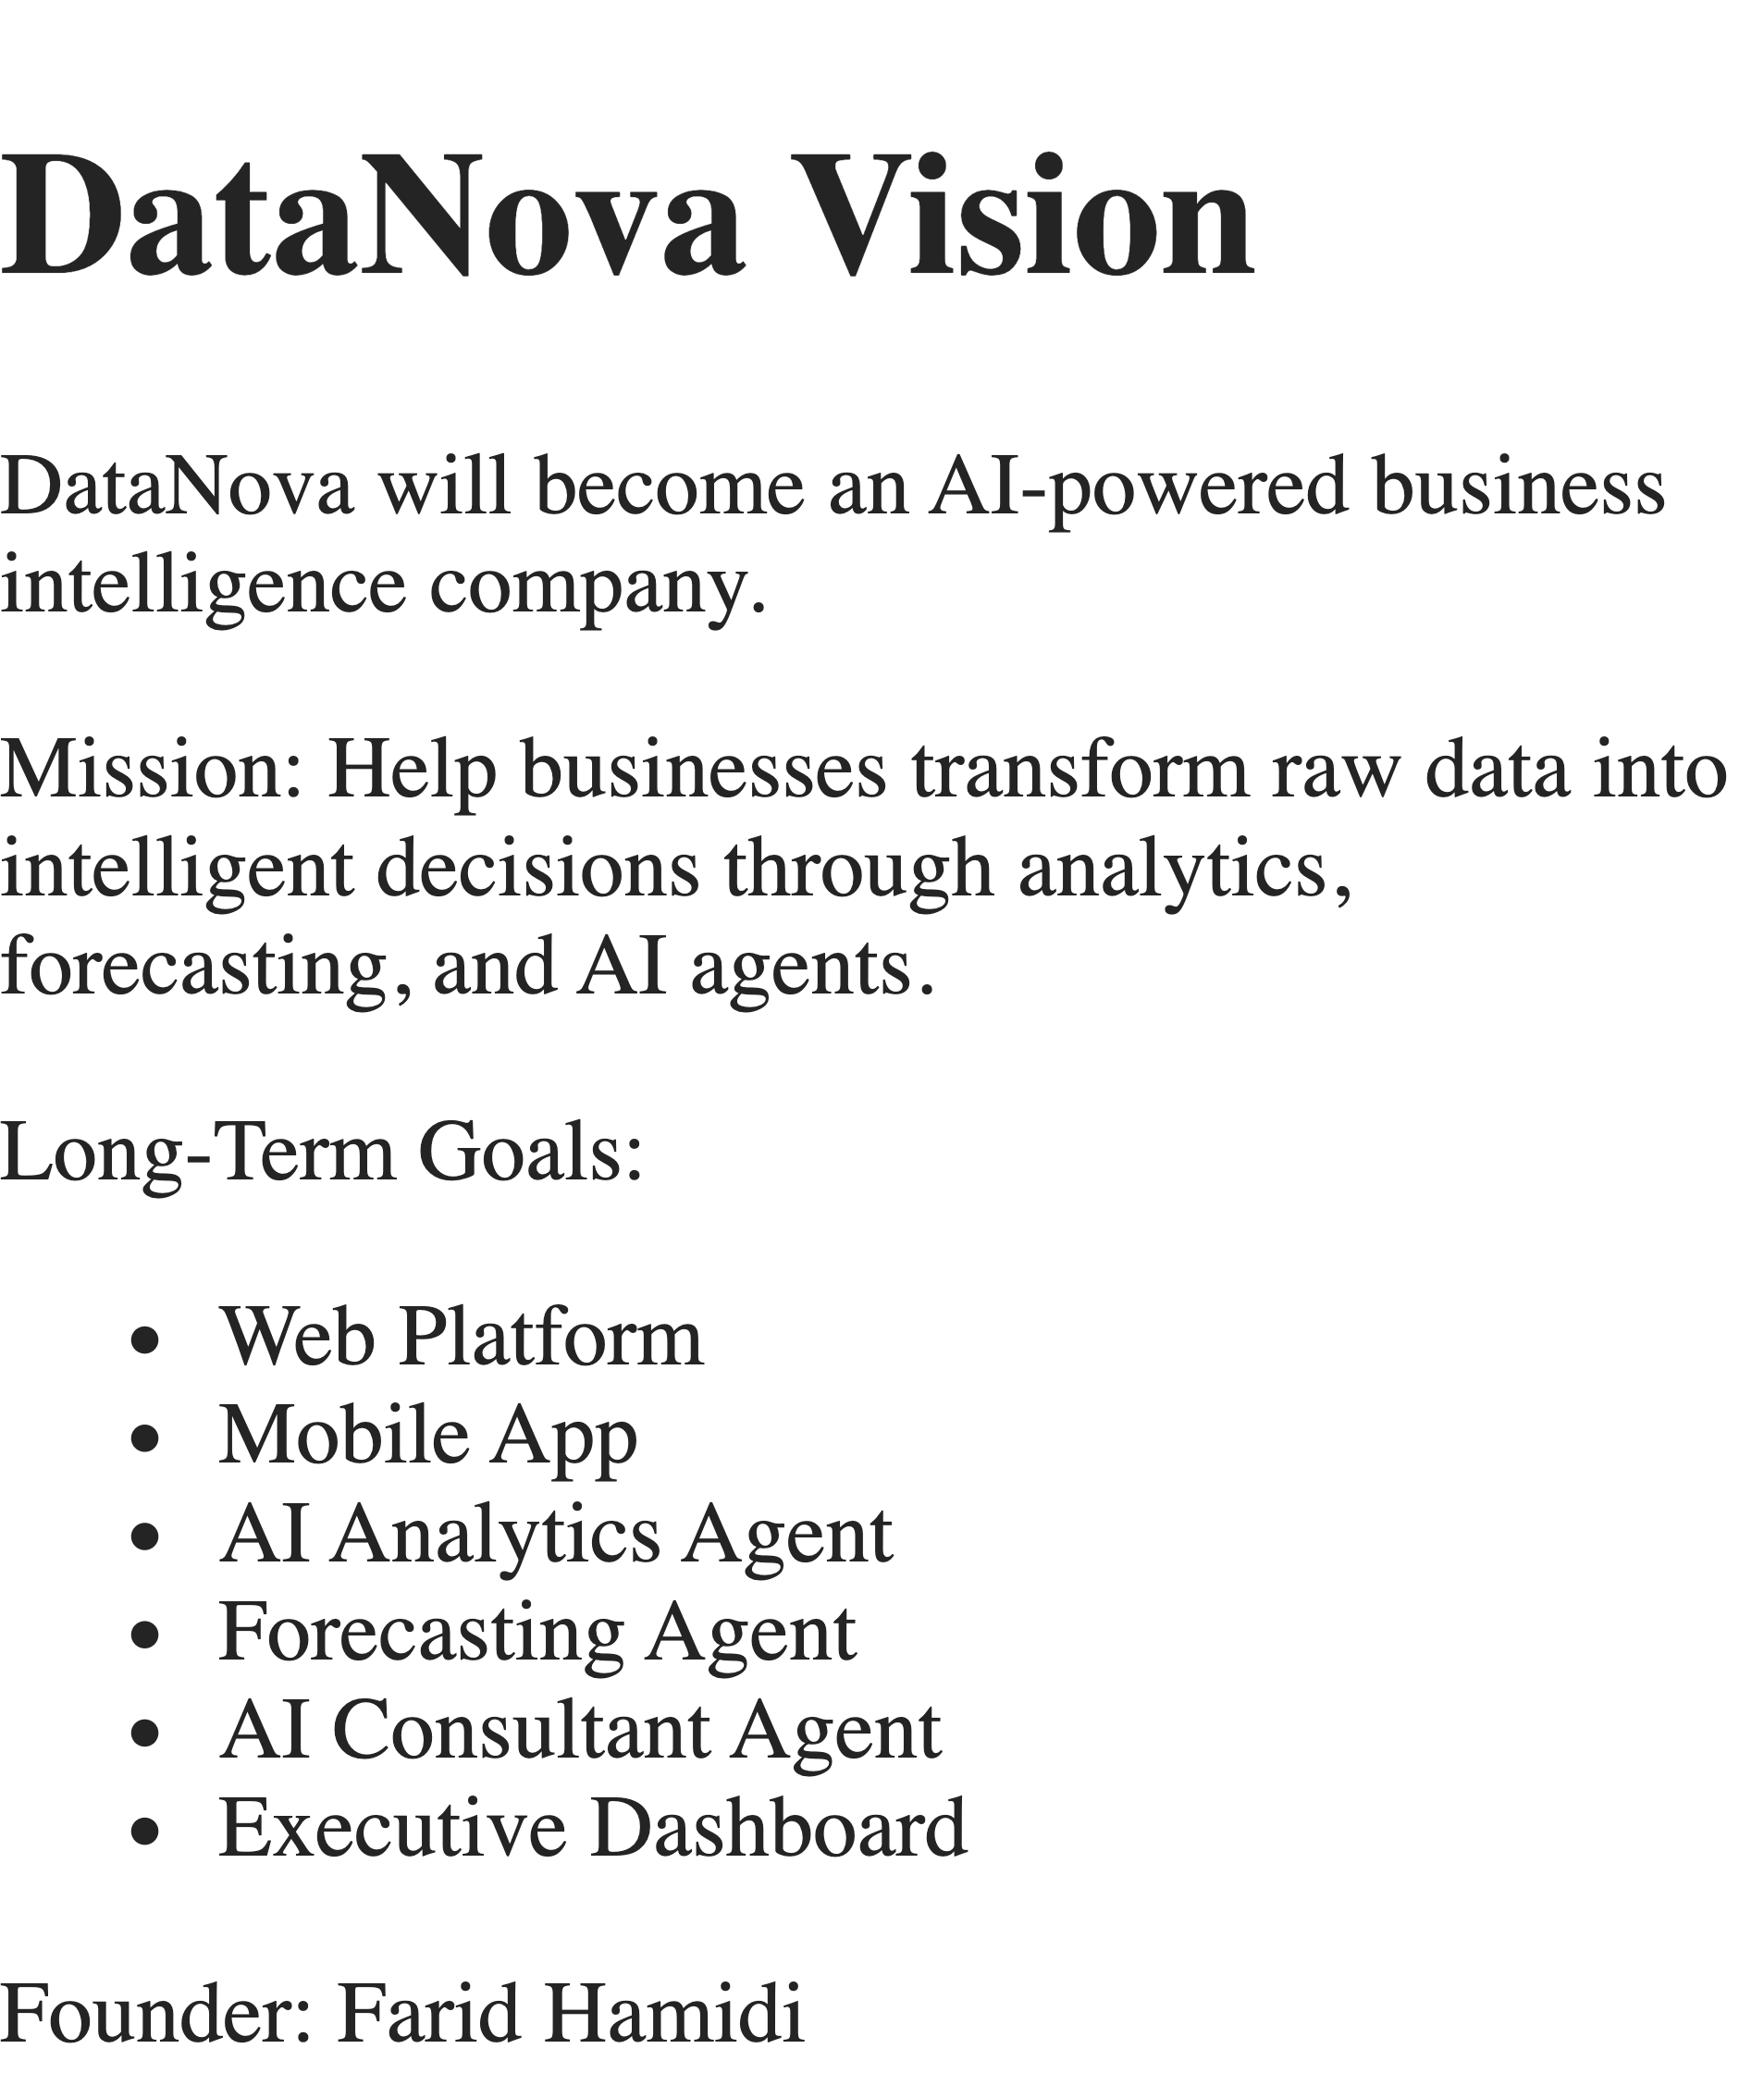 DataNova Vision
DataNova will become an AI-powered business
intelligence company.
Mission: Help businesses transform raw data into
intelligent decisions through analytics,
forecasting, and AI agents.
Long-Term Goals:
• Web Platform
• Mobile App
• AI Analytics Agent
• Forecasting Agent
• AI Consultant Agent
• Executive Dashboard
Founder: Farid Hamidi